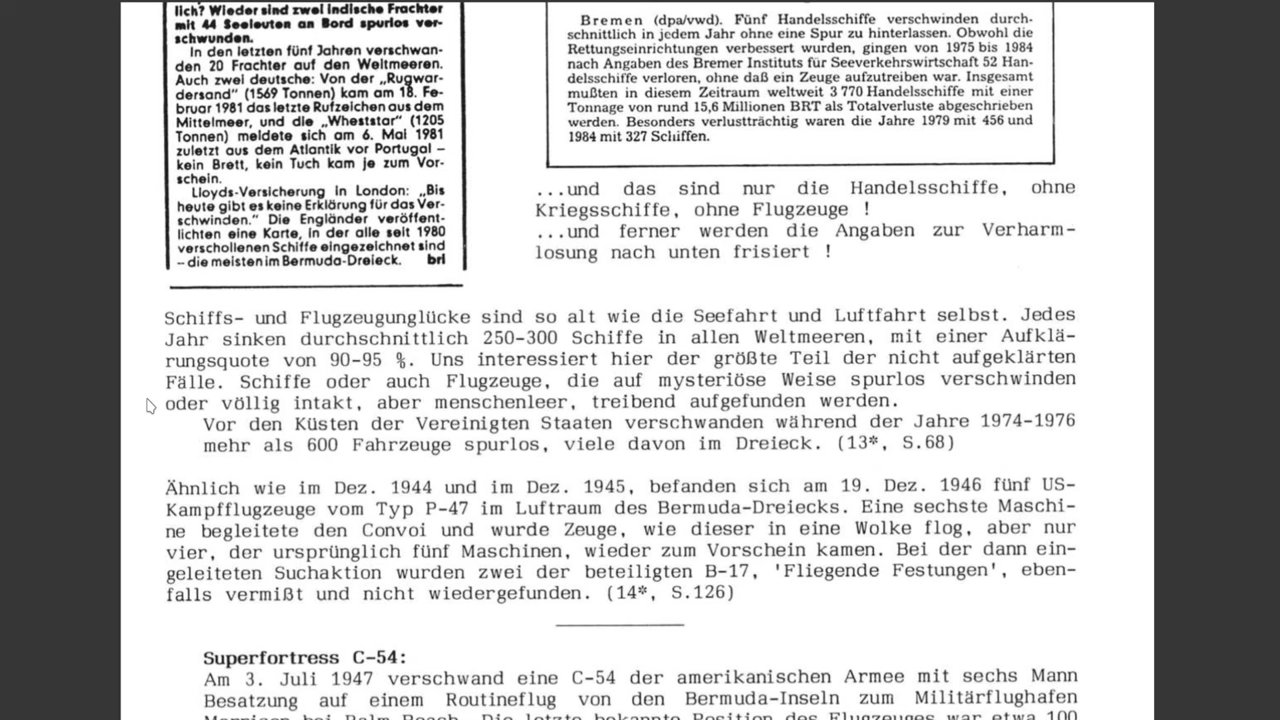 lich? Wieder sind zwei indische Frachter
mit 44 Seeleuten an Bord spurlos ver-
schwunden.
In den letzten fünf Jahren verschwan-
den 20 Frachter auf den Weltmeeren.
Auch zwei deutsche: Von der „Rugwar-
dersand" (1569 Tonnen) kam am 18. Fe-
bruar 1981 das letzte Rufzeichen aus dem
Mittelmeer, und die „Wheststar" (1205
Tonnen) meldete sich am 6. Mai 1981
zuletzt aus dem Atlantik vor Portugal –
kein Brett, kein Tuch kam je zum Vor-
schein.
Lloyds-Versicherung in London: „Bis
heute gibt es keine Erklärung für das Ver-
schwinden." Die Engländer veröffent-
lichten eine Karte, in der alle seit 1980
verschollenen Schiffe eingezeichnet sind
– die meisten im Bermuda-Dreieck. bri
Bremen (dpa/vwd). Fünf Handelsschiffe verschwinden durch-
schnittlich in jedem Jahr ohne eine Spur zu hinterlassen. Obwohl die
Rettungseinrichtungen verbessert wurden, gingen von 1975 bis 1984
nach Angaben des Bremer Instituts für Seeverkehrswirtschaft 52 Han-
delsschiffe verloren, ohne daß ein Zeuge aufzutreiben war. Insgesamt
mußten in diesem Zeitraum weltweit 3 770 Handelsschiffe mit einer
Tonnage von rund 15,6 Millionen BRT als Totalverluste abgeschrieben
werden. Besonders verlustträchtig waren die Jahre 1979 mit 456 und
1984 mit 327 Schiffen.
...und das sind nur die Handelsschiffe, ohne
Kriegsschiffe, ohne Flugzeuge !
...und ferner werden die Angaben zur Verharm-
losung nach unten frisiert !
Schiffs- und Flugzeugunglücke sind so alt wie die Seefahrt und Luftfahrt selbst. Jedes
Jahr sinken durchschnittlich 250-300 Schiffe in allen Weltmeeren, mit einer Aufklä-
rungsquote von 90-95 %. Uns interessiert hier der größte Teil der nicht aufgeklärten
Fälle. Schiffe oder auch Flugzeuge, die auf mysteriöse Weise spurlos verschwinden
oder völlig intakt, aber menschenleer, treibend aufgefunden werden.
Vor den Küsten der Vereinigten Staaten verschwanden während der Jahre 1974-1976
mehr als 600 Fahrzeuge spurlos, viele davon im Dreieck. (13*, S.68)
Ähnlich wie im Dez. 1944 und im Dez. 1945, befanden sich am 19. Dez. 1946 fünf US-
Kampfflugzeuge vom Typ P-47 im Luftraum des Bermuda-Dreiecks. Eine sechste Maschi-
ne begleitete den Convoi und wurde Zeuge, wie dieser in eine Wolke flog, aber nur
vier, der ursprünglich fünf Maschinen, wieder zum Vorschein kamen. Bei der dann ein-
geleiteten Suchaktion wurden zwei der beteiligten B-17, 'Fliegende Festungen', eben-
falls vermißt und nicht wiedergefunden. (14*, S.126)
Superfortress C-54:
Am 3. Juli 1947 verschwand eine C-54 der amerikanischen Armee mit sechs Mann
Besatzung auf einem Routineflug von den Bermuda-Inseln zum Militärflughafen
Morrison bei Palm Beach. Die letzte bekannte Position des Flugzeuges war etwa 100